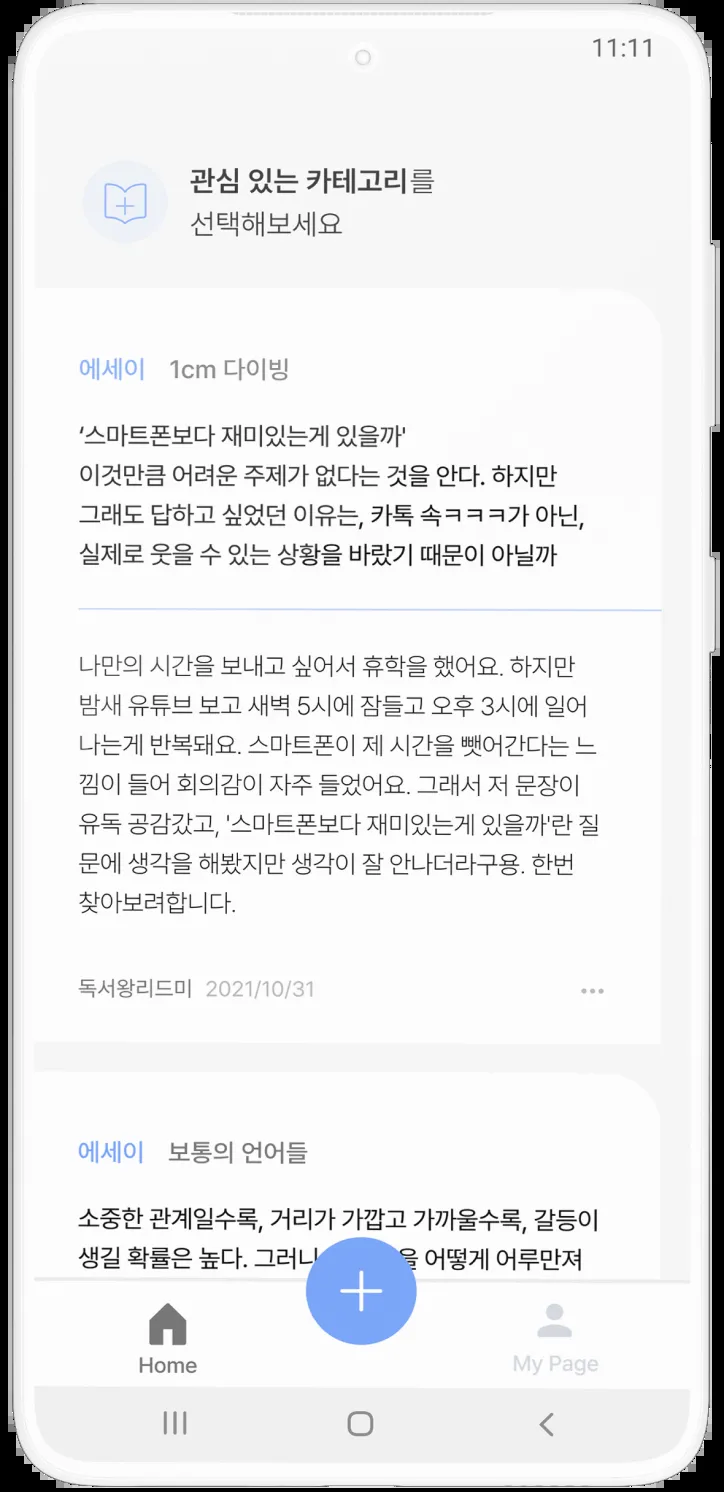 11:11
관심 있는 카테고리를
선택해보세요
에세이 1cm 다이빙
‘스마트폰보다 재미있는게 있을까'
이것만큼 어려운 주제가 없다는 것을 안다. 하지만
그래도 답하고 싶었던 이유는, 카톡 속ㅋㅋㅋ가 아닌,
실제로 웃을 수 있는 상황을 바랐기 때문이 아닐까
나만의 시간을 보내고 싶어서 휴학을 했어요. 하지만
밤새 유튜브 보고 새벽 5시에 잠들고 오후 3시에 일어
나는게 반복돼요. 스마트폰이 제 시간을 뺏어간다는 느
낌이 들어 회의감이 자주 들었어요. 그래서 저 문장이
유독 공감갔고, '스마트폰보다 재미있는게 있을까'란 질
문에 생각을 해봤지만 생각이 잘 안나더라구용. 한번
찾아보려합니다.
독서왕리드미 2021/10/31
에세이 보통의 언어들
소중한 관계일수록, 거리가 가깝고 가까울수록, 갈등이
생길 확률은 높다. 그러니 을 어떻게 어루만져
Home
My Page